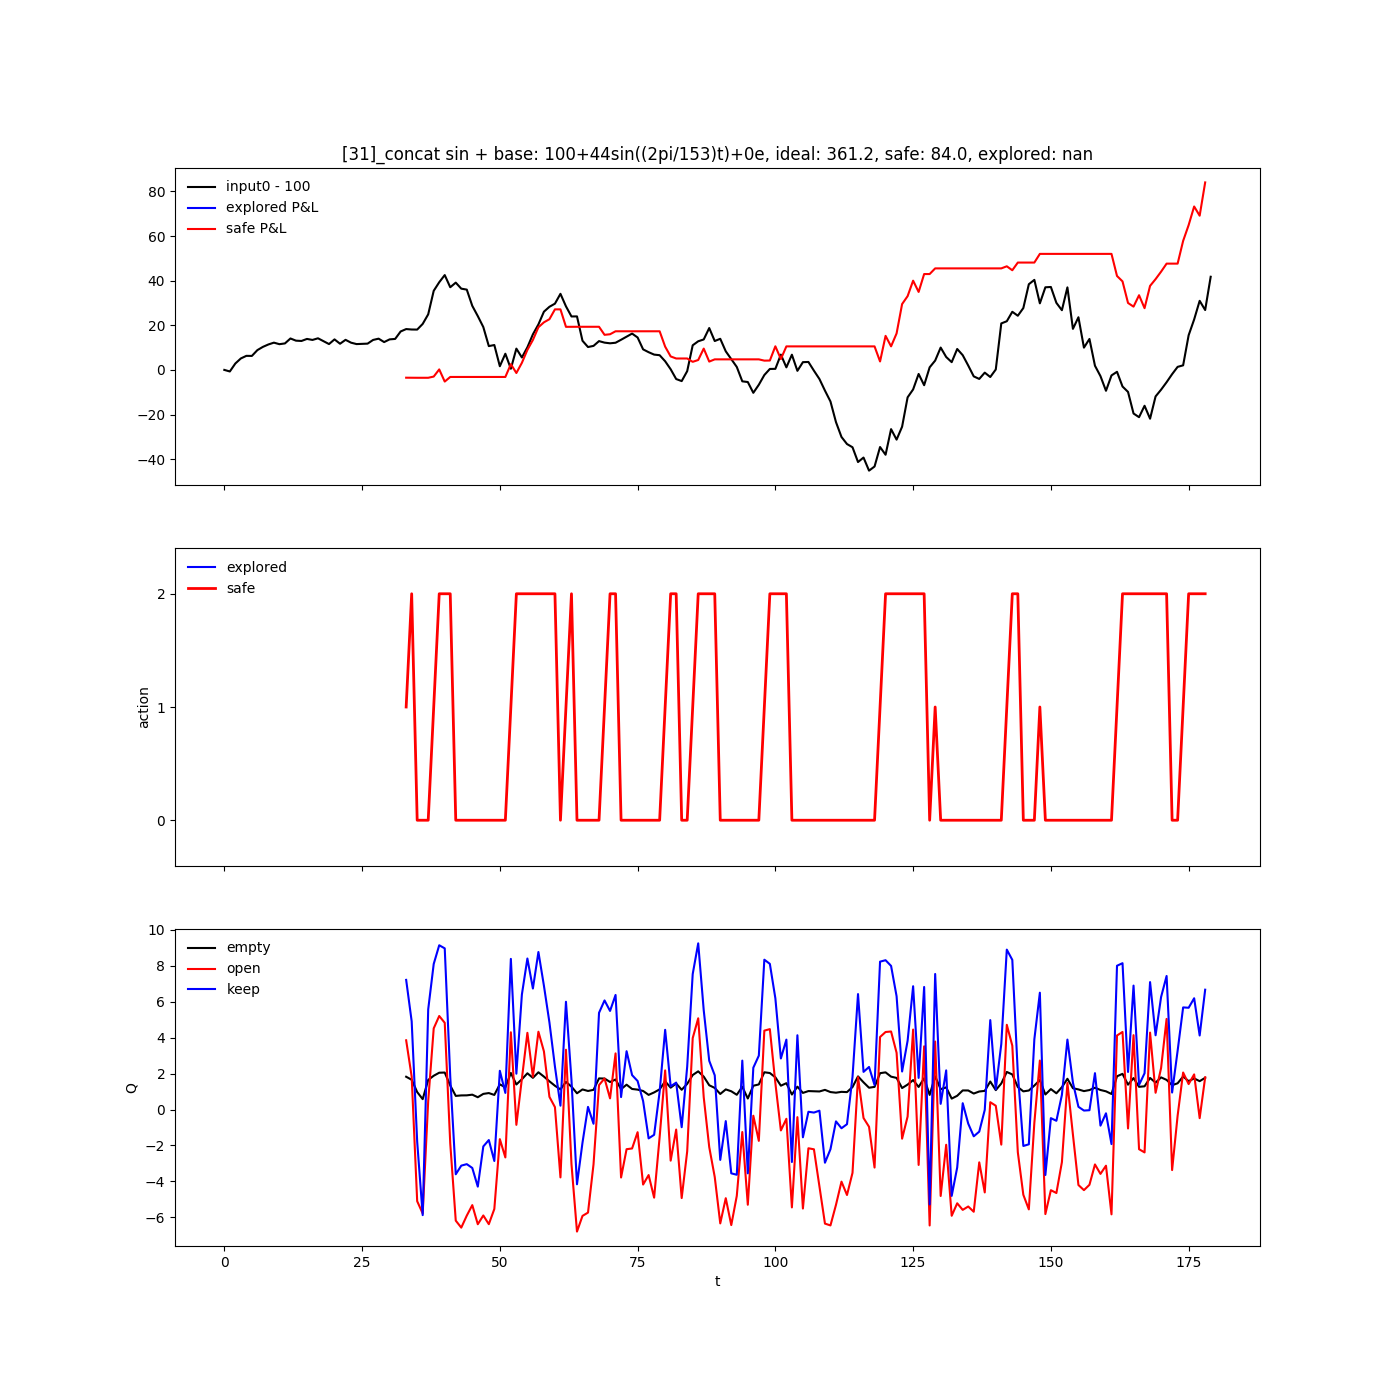 [31]_concat sin + base: 100+44sin((2pi/153)t)+0e, ideal: 361.2, safe: 84.0, explored: nan
input0 - 100
explored P&L
safe P&L
80
60
40
20
0
−20
−40
explored
safe
2
1
0
action
empty
open
keep
10
8
6
4
2
0
−2
−4
−6
Q
0 25 50 75 100 125 150 175
t